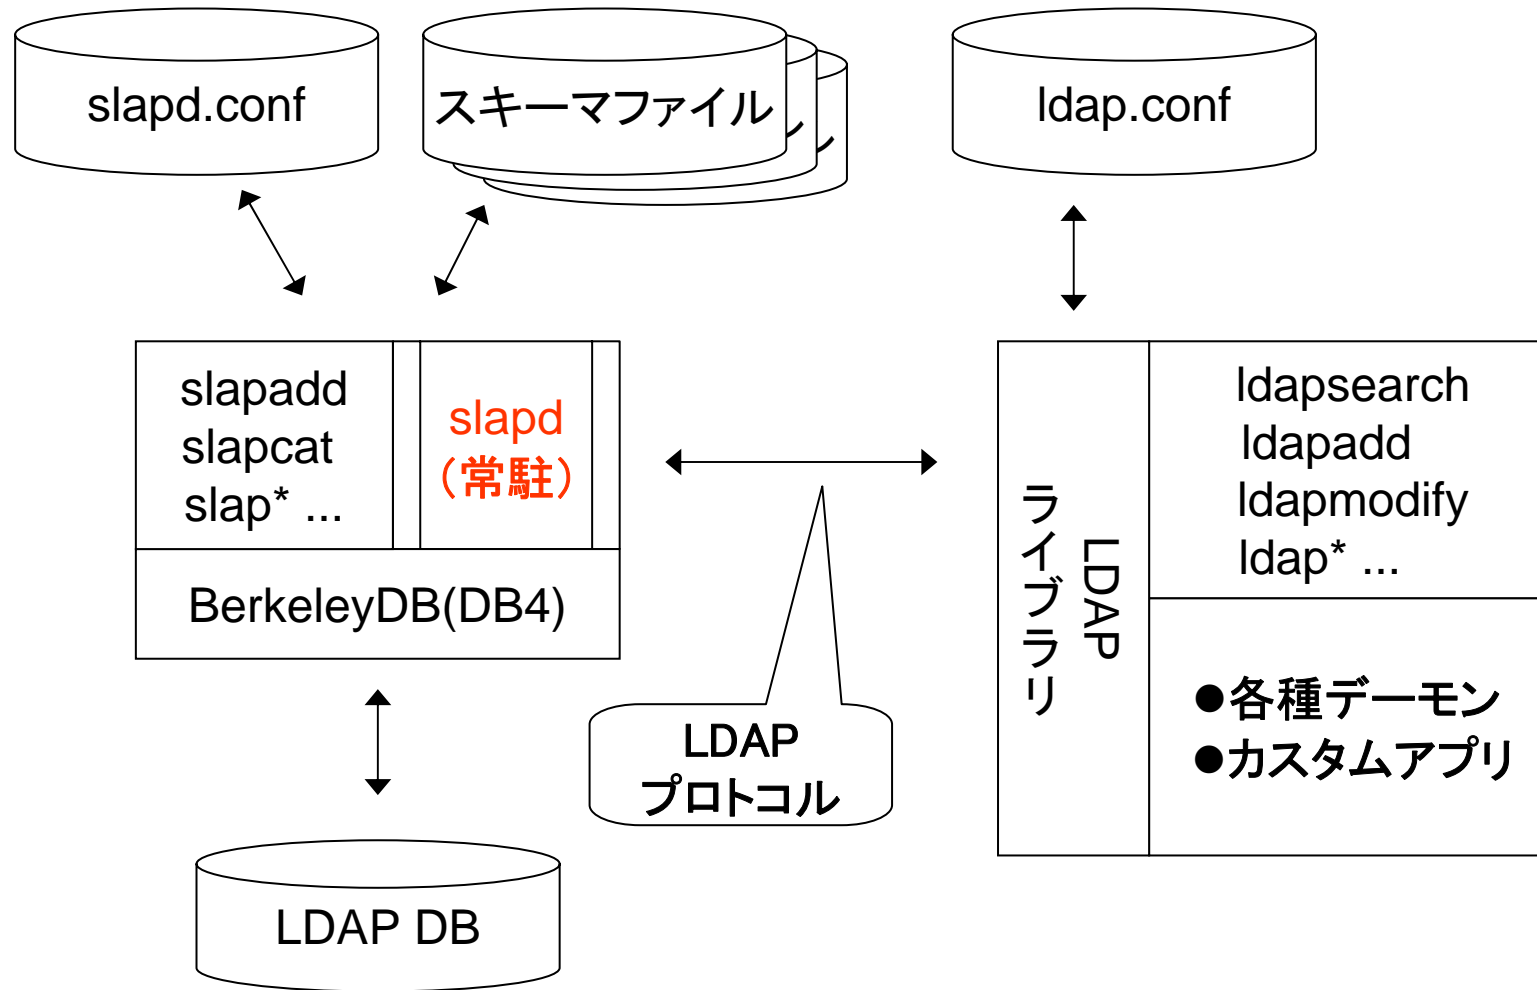 slapd.conf
スキーマファイル
ル
ル
ldap.conf
slapadd
slapcat
slap* ...
slapd
(常駐)
BerkeleyDB(DB4)
LDAP DB
LDAP
プロトコル
LDAP
ライブラリ
ldapsearch
ldapadd
ldapmodify
ldap* ...
●各種デーモン
●カスタムアプリ